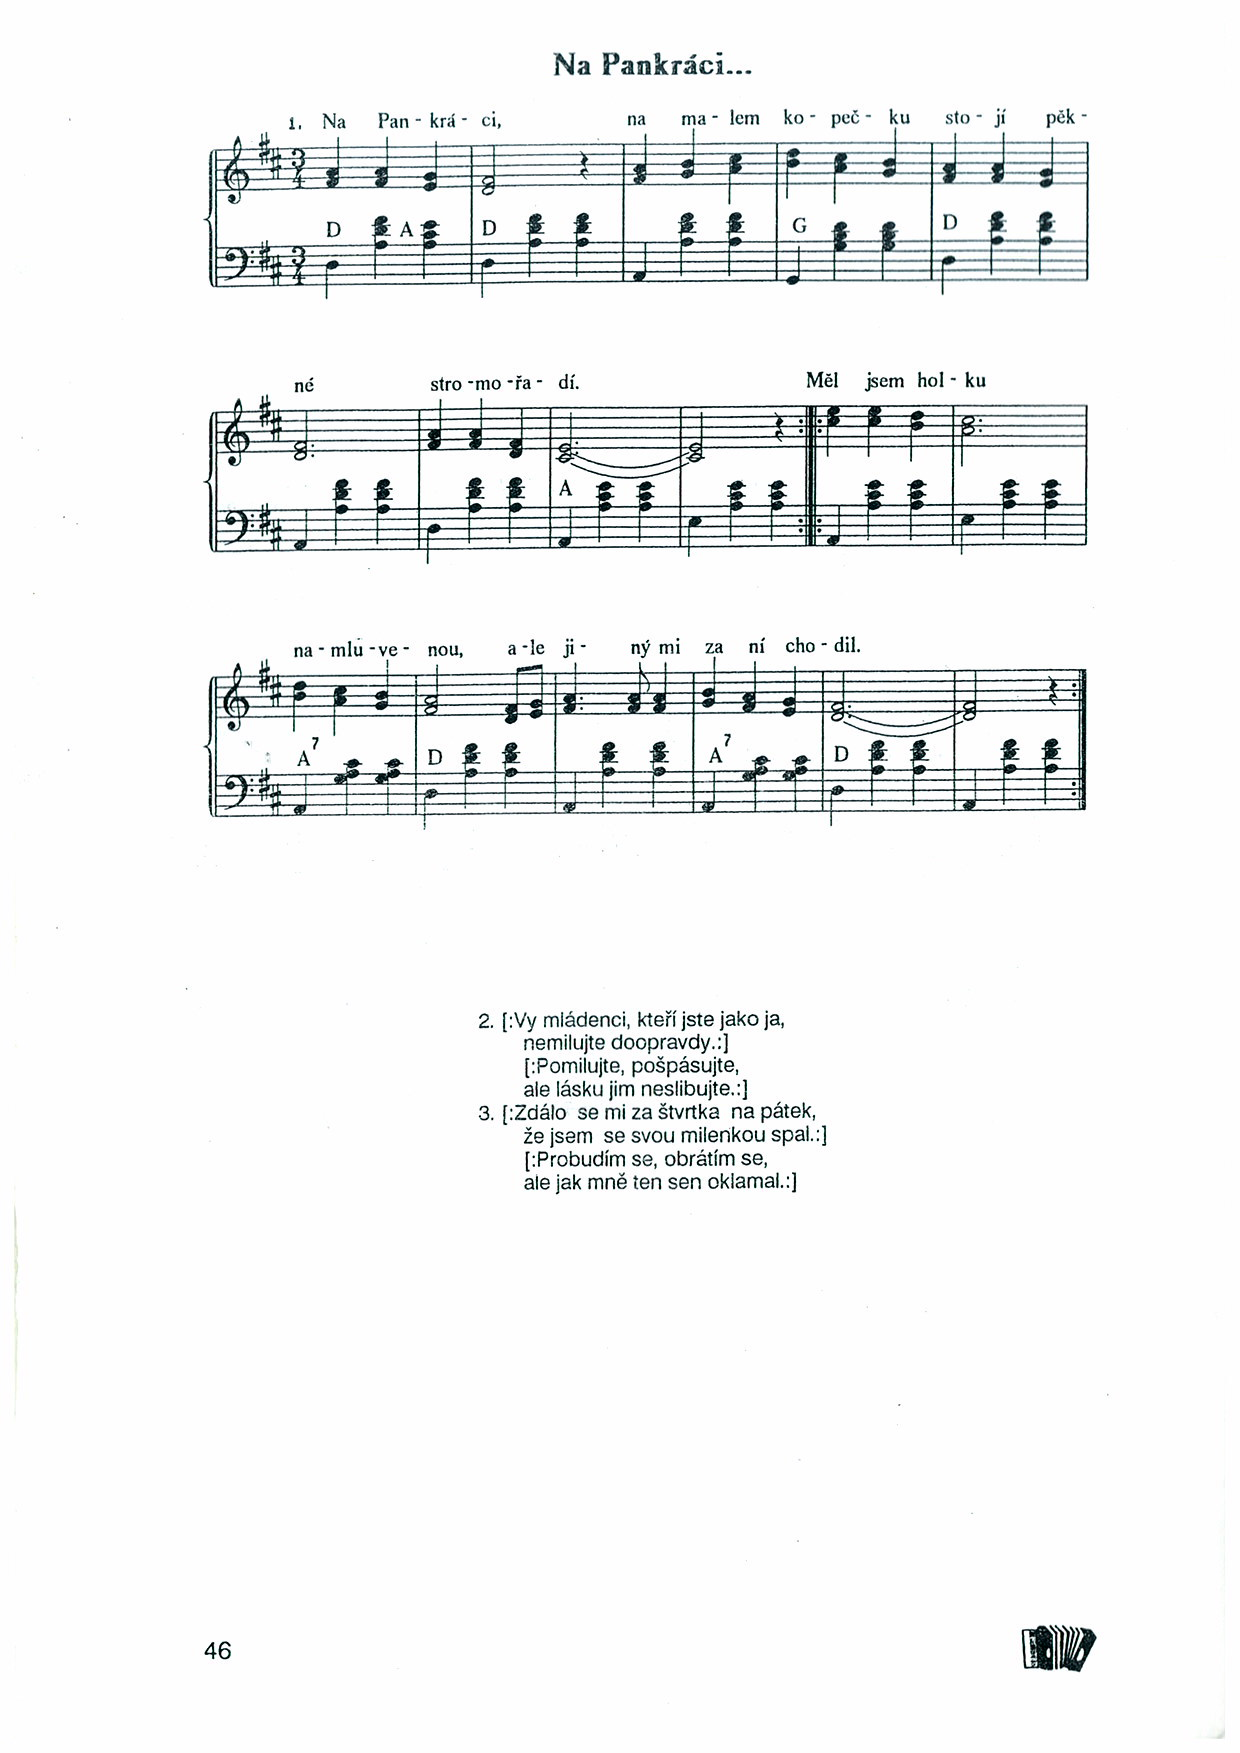 Na Pankráci...
1. Na Pan - krá - ci, na ma - lem ko - peč - ku sto - jí pěk -
D A D G D
né stro - mo - řa - dí. Měl jsem hol - ku
A
na - mlu - ve - nou, a - le ji - ný mi za ní cho - dil.
A7 D A7 D
2. [:Vy mládenci, kteří jste jako ja,
nemilujte doopravdy.:]
[:Pomilujte, pošpásujte,
ale lásku jim neslibujte.:]
3. [:Zdálo se mi za štvrtka na pátek,
že jsem se svou milenkou spal.:]
[:Probudím se, obrátím se,
ale jak mně ten sen oklamal.:]
46